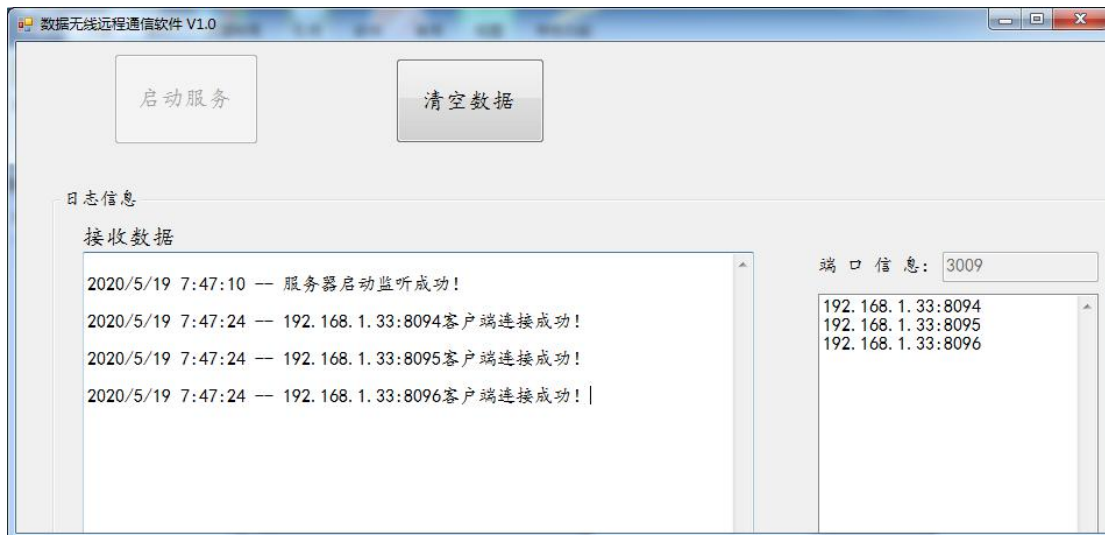 数据无线远程通信软件 V1.0
启动服务
清空数据
日志信息
接收数据
2020/5/19 7:47:10 -- 服务器启动监听成功!
2020/5/19 7:47:24 -- 192.168.1.33:8094客户端连接成功!
2020/5/19 7:47:24 -- 192.168.1.33:8095客户端连接成功!
2020/5/19 7:47:24 -- 192.168.1.33:8096客户端连接成功!
端 口 信 息: 3009
192.168.1.33:8094
192.168.1.33:8095
192.168.1.33:8096